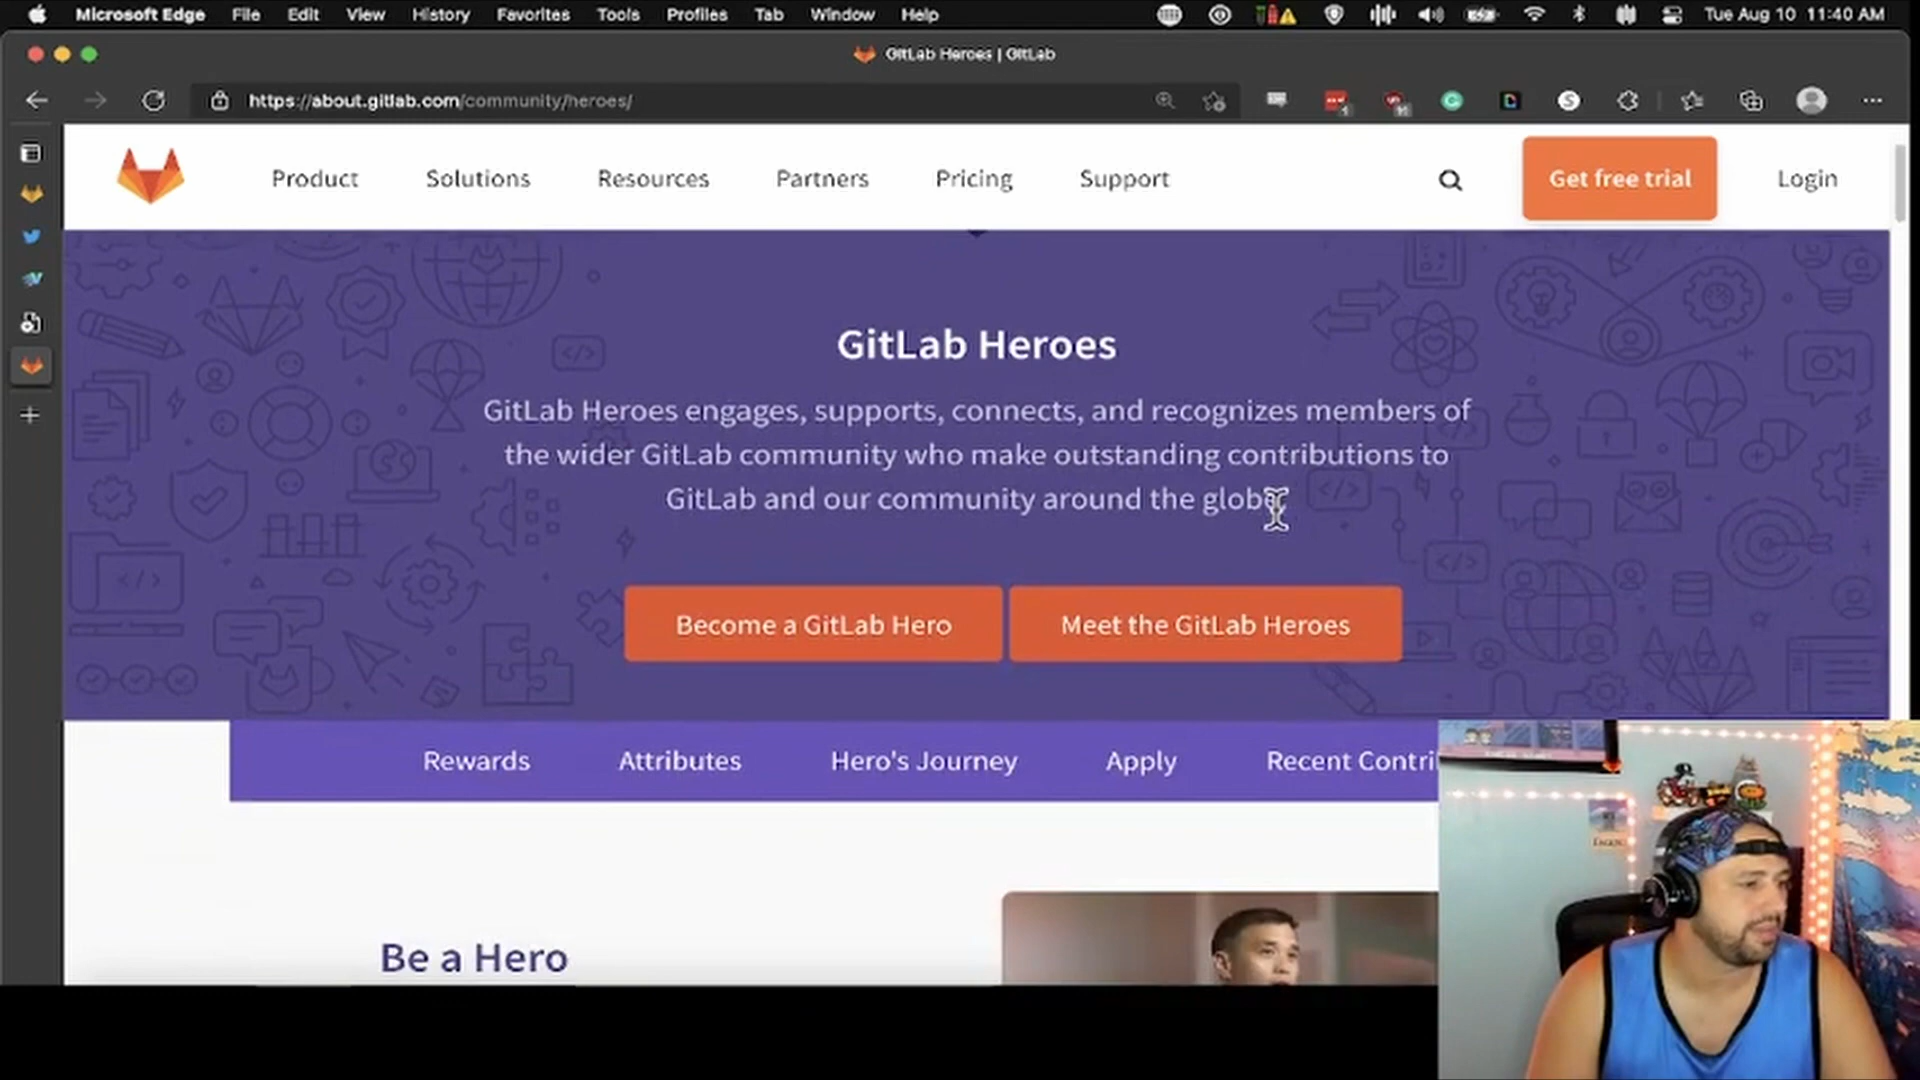 Microsoft Edge File Edit View History Favorites Tools Profiles Tab Window Help Tue Aug 10 11:40 AM
GitLab Heroes | GitLab
https://about.gitlab.com/community/heroes/
Product Solutions Resources Partners Pricing Support Get free trial Login
GitLab Heroes
GitLab Heroes engages, supports, connects, and recognizes members of
the wider GitLab community who make outstanding contributions to
GitLab and our community around the globe
Become a GitLab Hero Meet the GitLab Heroes
Rewards Attributes Hero's Journey Apply Recent Contri
Be a Hero